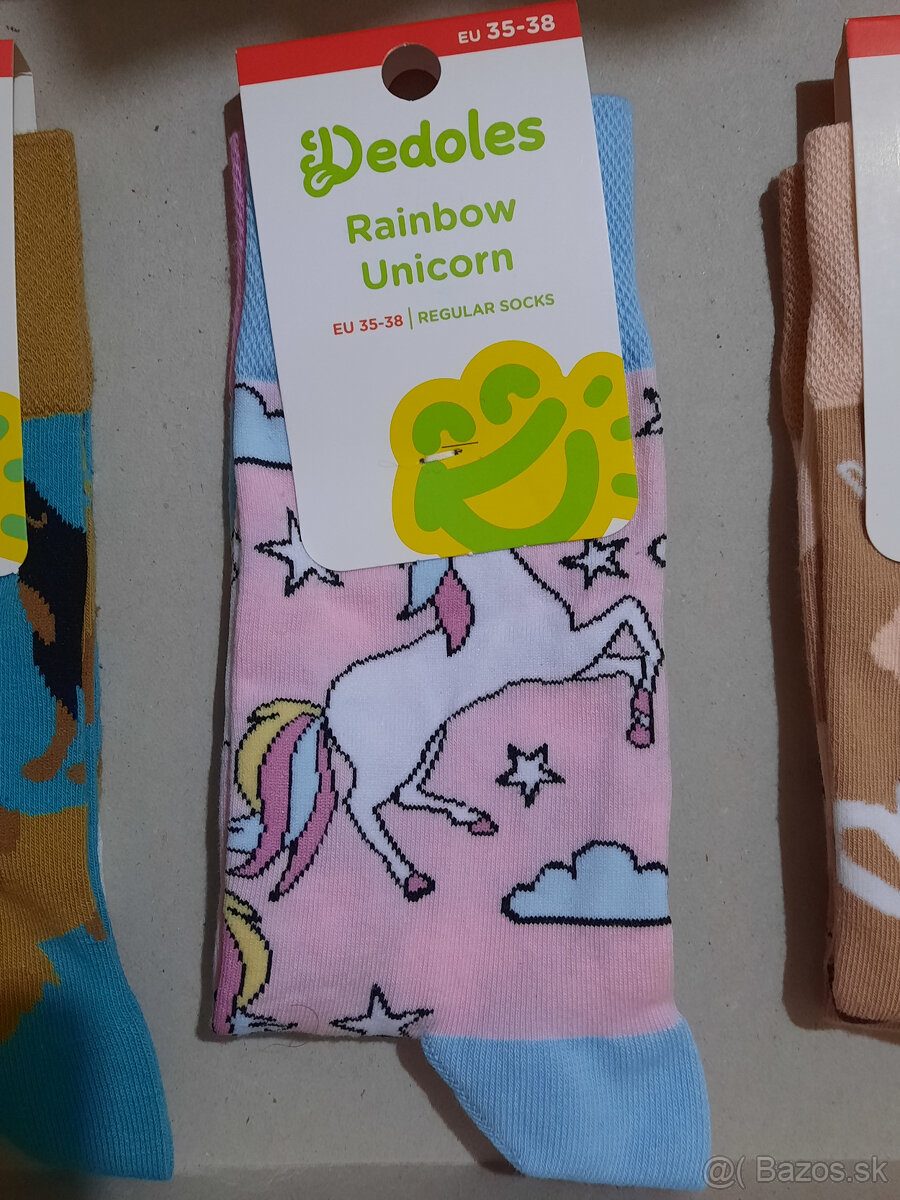 EU 35-38
Dedoles
Rainbow
Unicorn
EU 35-38 | REGULAR SOCKS
@( Bazos.sk